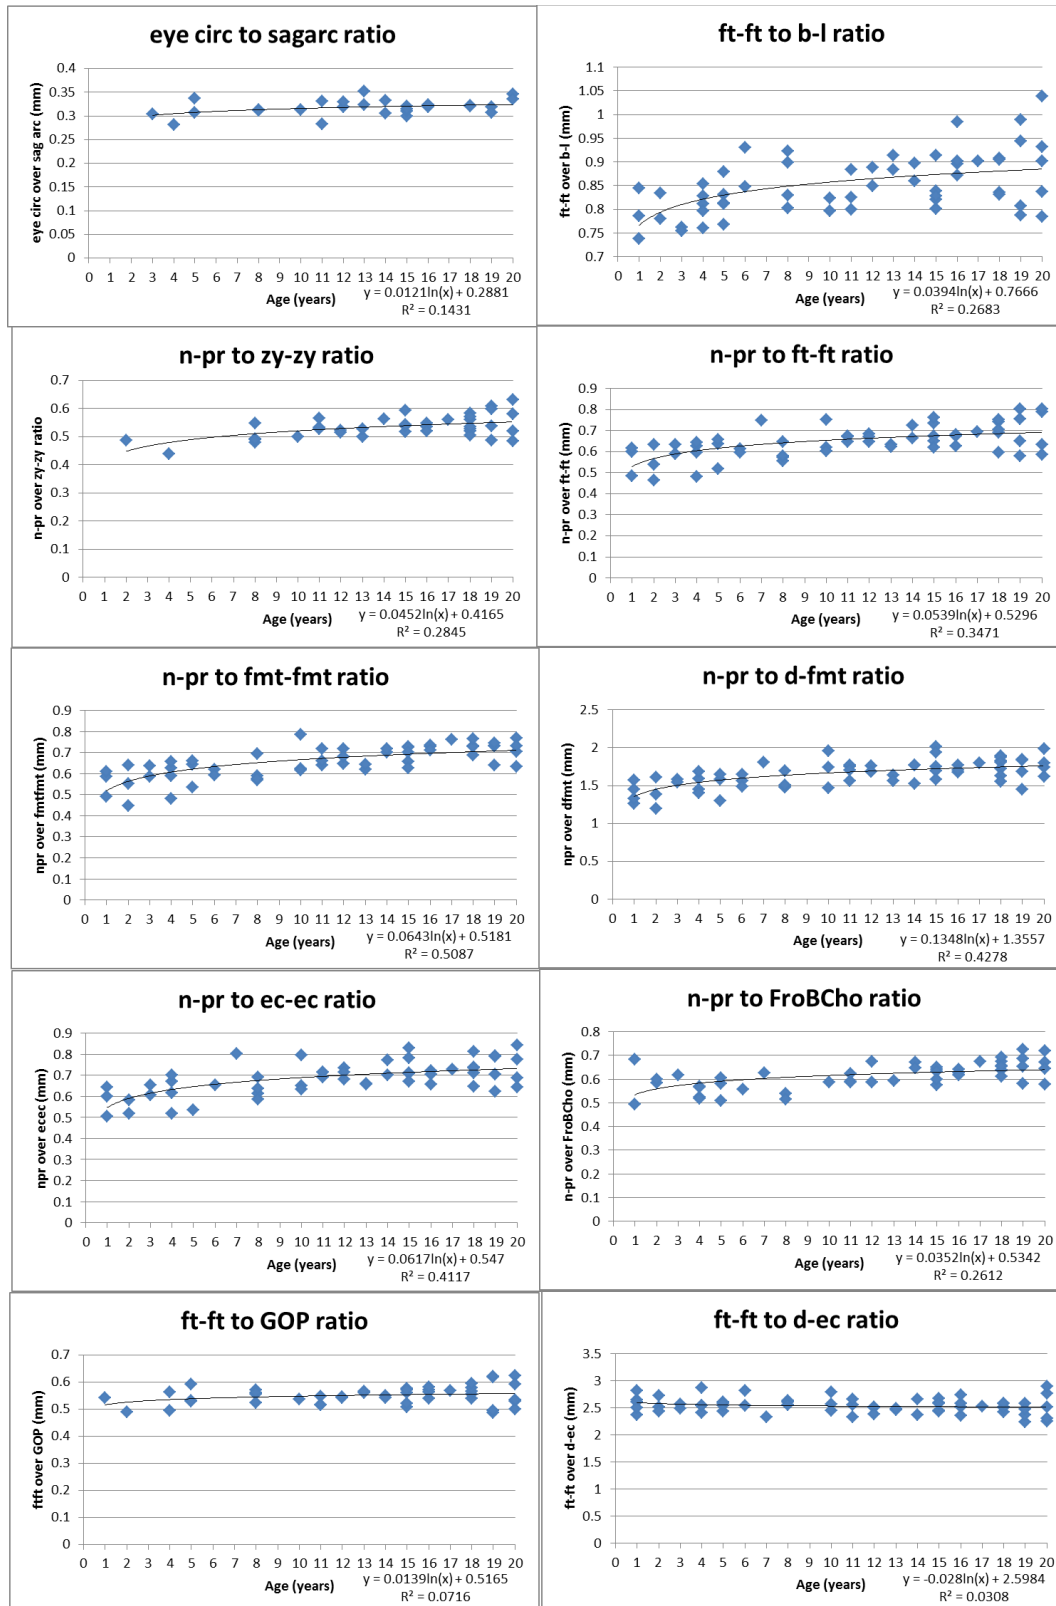 eye circ to sagarc ratio
eye circ over sag arc (mm)
0.4
0.35
0.3
0.25
0.2
0.15
0.1
0.05
0
0 1 2 3 4 5 6 7 8 9 10 11 12 13 14 15 16 17 18 19 20
Age (years)
y = 0.0121ln(x) + 0.2881
R² = 0.1431
ft-ft to b-l ratio
ft-ft over b-l (mm)
1.1
1
0.95
0.9
0.85
0.8
0.75
0.7
0 1 2 3 4 5 6 7 8 9 10 11 12 13 14 15 16 17 18 19 20
Age (years)
y = 0.0394ln(x) + 0.7666
R² = 0.2683
n-pr to zy-zy ratio
n-pr over zy-zy ratio
0.7
0.6
0.5
0.4
0.3
0.2
0.1
0
0 1 2 3 4 5 6 7 8 9 10 11 12 13 14 15 16 17 18 19 20
Age (years)
y = 0.0452ln(x) + 0.4165
R² = 0.2845
n-pr to ft-ft ratio
n-pr over ft-ft (mm)
0.9
0.8
0.7
0.6
0.5
0.4
0.3
0.2
0.1
0
0 1 2 3 4 5 6 7 8 9 10 11 12 13 14 15 16 17 18 19 20
Age (years)
y = 0.0539ln(x) + 0.5296
R² = 0.3471
n-pr to fmt-fmt ratio
npr over fmtfmt (mm)
0.9
0.8
0.7
0.6
0.5
0.4
0.3
0.2
0.1
0
0 1 2 3 4 5 6 7 8 9 10 11 12 13 14 15 16 17 18 19 20
Age (years)
y = 0.0643ln(x) + 0.5181
R² = 0.5087
n-pr to d-fmt ratio
npr over dfmt (mm)
2.5
2
1.5
1
0.5
0
0 1 2 3 4 5 6 7 8 9 10 11 12 13 14 15 16 17 18 19 20
Age (years)
y = 0.1348ln(x) + 1.3557
R² = 0.4278
n-pr to ec-ec ratio
npr over ecec (mm)
0.9
0.8
0.7
0.6
0.5
0.4
0.3
0.2
0.1
0
0 1 2 3 4 5 6 7 8 9 10 11 12 13 14 15 16 17 18 19 20
Age (years)
y = 0.0617ln(x) + 0.547
R² = 0.4117
n-pr to FroBCho ratio
n-pr over FroBCho (mm)
0.8
0.7
0.6
0.5
0.4
0.3
0.2
0.1
0
0 1 2 3 4 5 6 7 8 9 10 11 12 13 14 15 16 17 18 19 20
Age (years)
y = 0.0352ln(x) + 0.5342
R² = 0.2612
ft-ft to GOP ratio
ftft over GOP (mm)
0.7
0.6
0.5
0.4
0.3
0.2
0.1
0
0 1 2 3 4 5 6 7 8 9 10 11 12 13 14 15 16 17 18 19 20
Age (years)
y = 0.0139ln(x) + 0.5165
R² = 0.0716
ft-ft to d-ec ratio
ft-ft over d-ec (mm)
3.5
3
2.5
2
1.5
1
0.5
0
0 1 2 3 4 5 6 7 8 9 10 11 12 13 14 15 16 17 18 19 20
Age (years)
y = -0.028ln(x) + 2.5984
R² = 0.0308